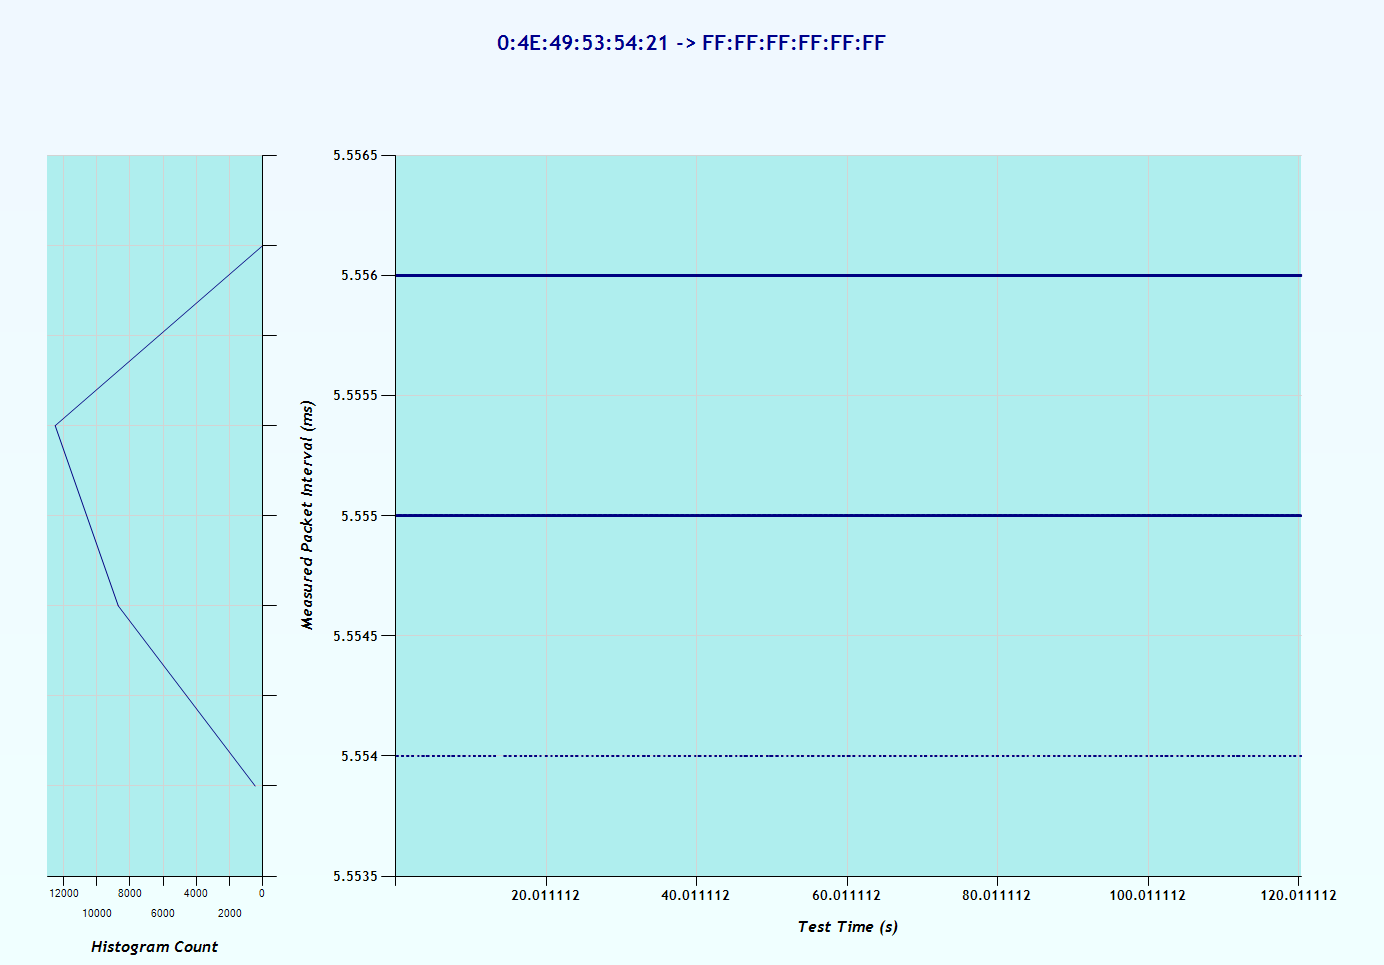 0:4E:49:53:54:21 -> FF:FF:FF:FF:FF:FF
5.5565
5.556
5.5555
5.555
5.5545
5.554
5.5535
Measured Packet Interval (ms)
12000 8000 4000 0
10000 6000 2000
Histogram Count
20.011112 40.011112 60.011112 80.011112 100.011112 120.011112
Test Time (s)